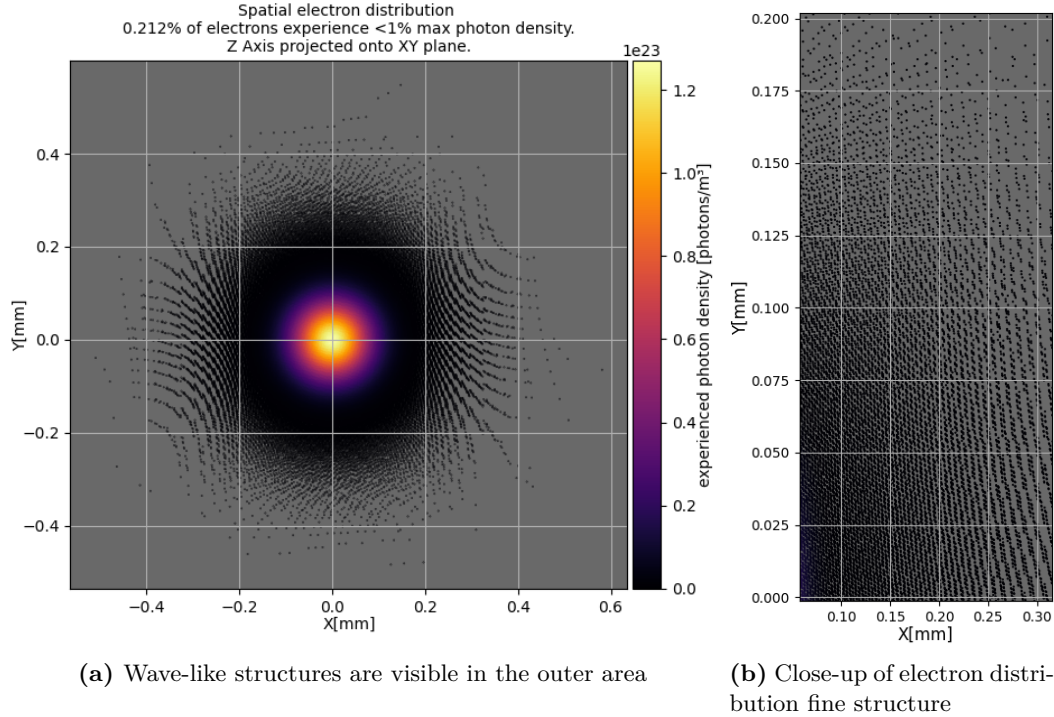 Spatial electron distribution
0.212% of electrons experience <1% max photon density.
Z Axis projected onto XY plane.
1e23
0.4
0.2
0.0
−0.2
−0.4
Y[mm]
−0.4 −0.2 0.0 0.2 0.4 0.6
X[mm]
1.2
1.0
0.8
0.6
0.4
0.2
0.0
experienced photon density [photons/m³]
0.200
0.175
0.150
0.125
0.100
0.075
0.050
0.025
0.000
Y[mm]
0.10 0.15 0.20 0.25 0.30
X[mm]
(a) Wave-like structures are visible in the outer area
(b) Close-up of electron distri-
bution fine structure